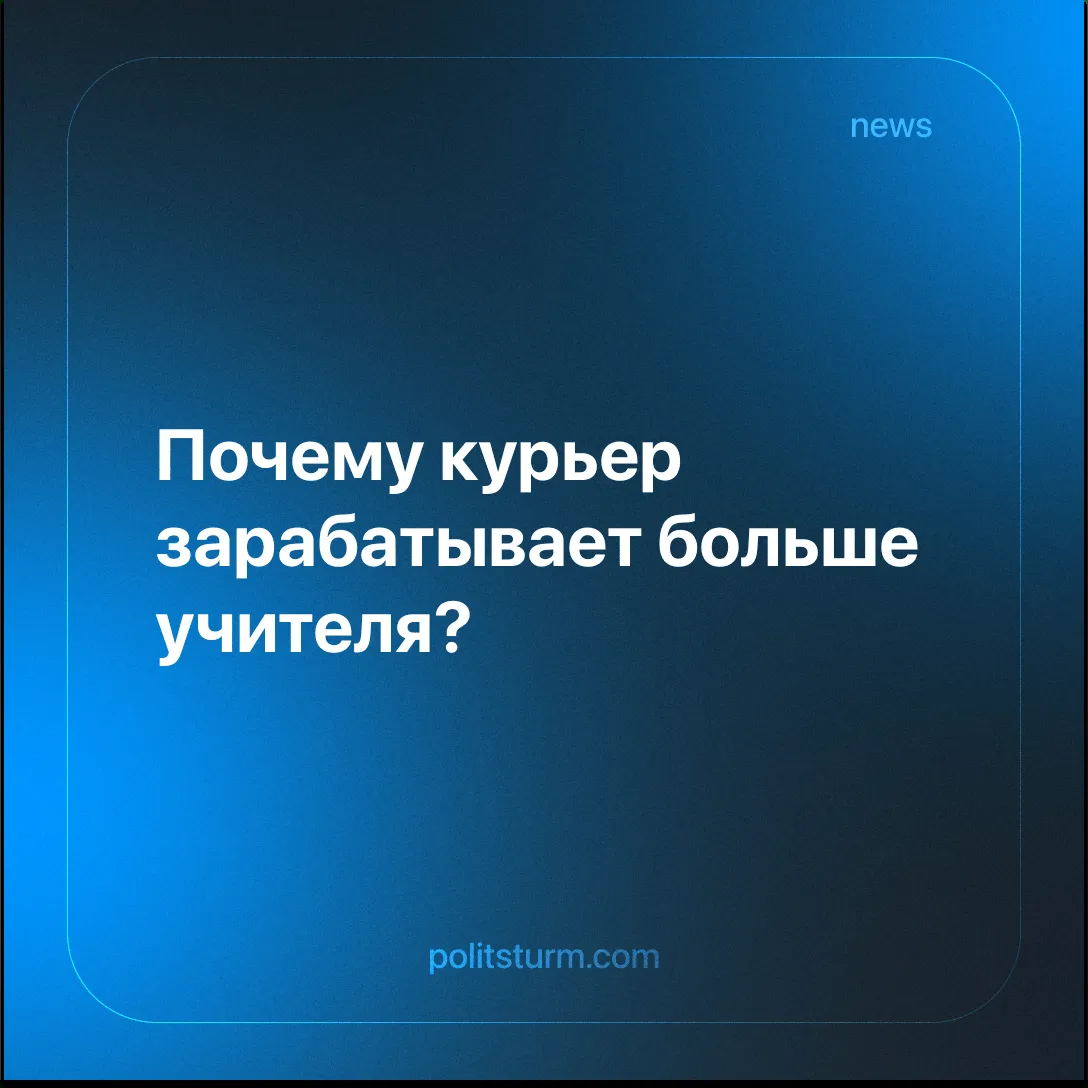 news
Почему курьер
зарабатывает больше
учителя?
politsturm.com